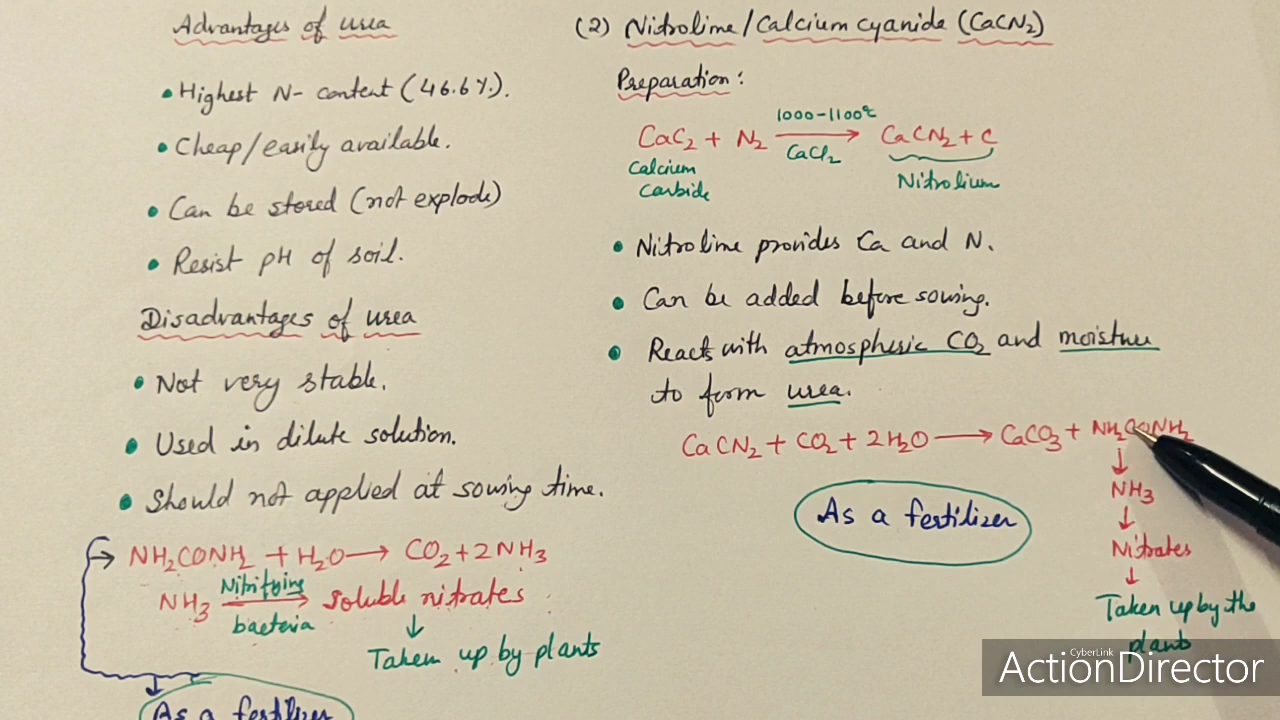 Advantages of urea
• Highest N- content (46.6%).
• Cheap/easily available.
• Can be stored (not explode)
• Resist pH of soil.
Disadvantages of urea
• Not very stable.
• Used in dilute solution.
• Should not applied at sowing time.
NH2CONH2 + H2O → CO2 + 2NH3
NH3 → soluble nitrates
Nitrifying
bacteria
↓
Taken up by plants
As a fertilizer
(2) Nitrolime/Calcium cyanide (CaCN2)
Preparation:
1000-1100°C
CaC2 + N2 → CaCN2 + C
CaCl2
Calcium
Carbide
Nitrolium
• Nitrolime provides Ca and N.
• Can be added before sowing.
• Reacts with atmospheric CO2 and moisture
to form urea.
CaCN2 + CO2 + 2H2O → CaCO3 + NH2CONH2
↓
NH3
↓
Nitrates
↓
Taken up by the
plants
As a fertilizer
CyberLink
ActionDirector